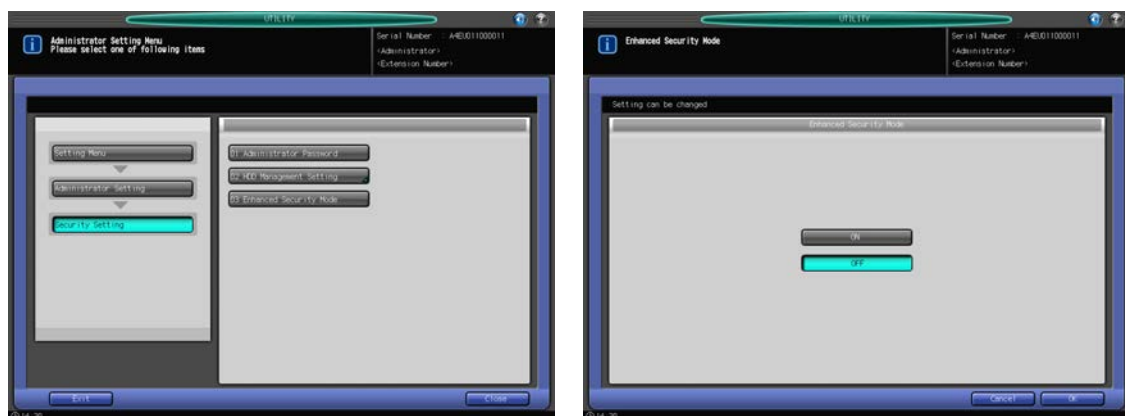 UTILITY
Administrator Setting Menu
Please select one of following items
Serial Number : A4EU011000011
<Administrator>
<Extension Number>
Setting Menu
Administrator Setting
Security Setting
01 Administrator Password
02 HDD Management Setting
03 Enhanced Security Mode
Exit
Close
UTILITY
Enhanced Security Mode
Serial Number : A4EU011000011
<Administrator>
<Extension Number>
Setting can be changed
Enhanced Security Mode
ON
OFF
Cancel
OK